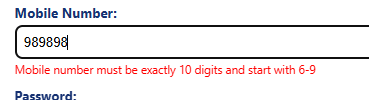 Mobile Number:
989898
Mobile number must be exactly 10 digits and start with 6-9
Password: